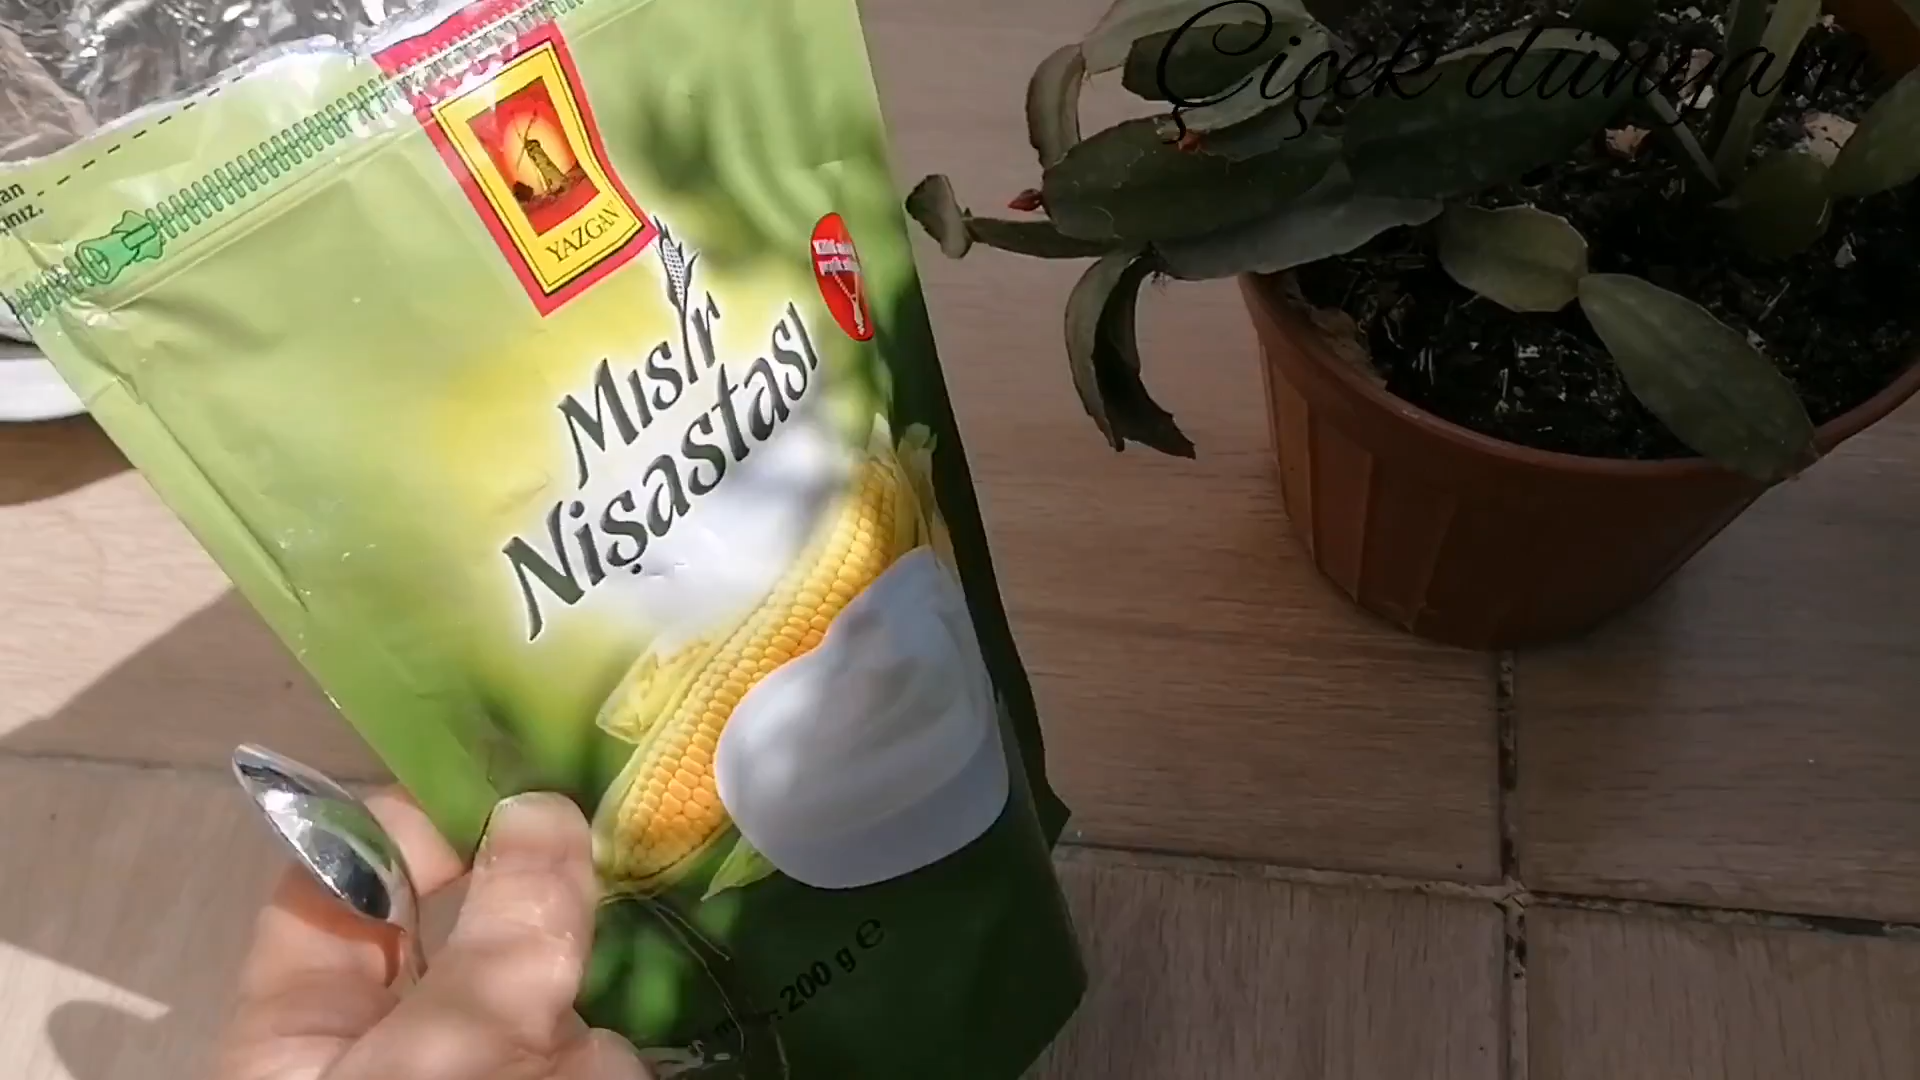 Çiçek dünyam
YAZGAN
Mısır
Nişastası
200 g e